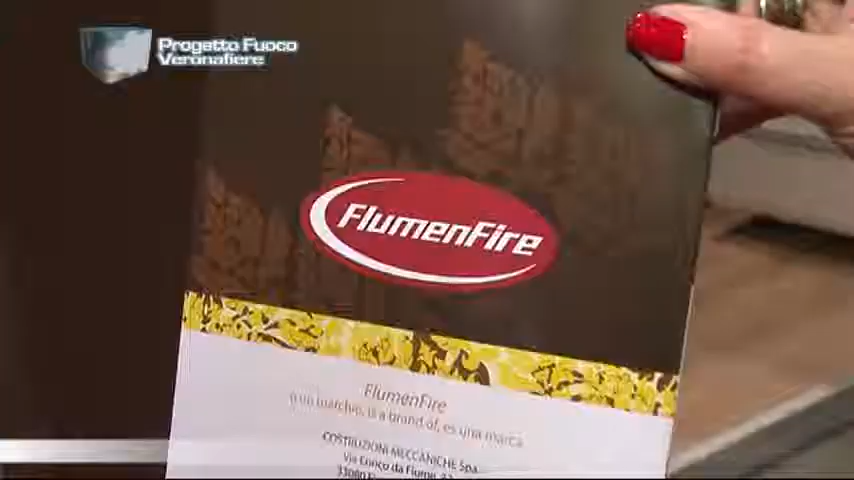 Progetto Fuoco
Veronafiere
FlumenFire
FlumenFire
è un marchio, is a brand of, es una marca
COSTRUZIONI MECCANICHE Spa
Via da Fiume,
33080